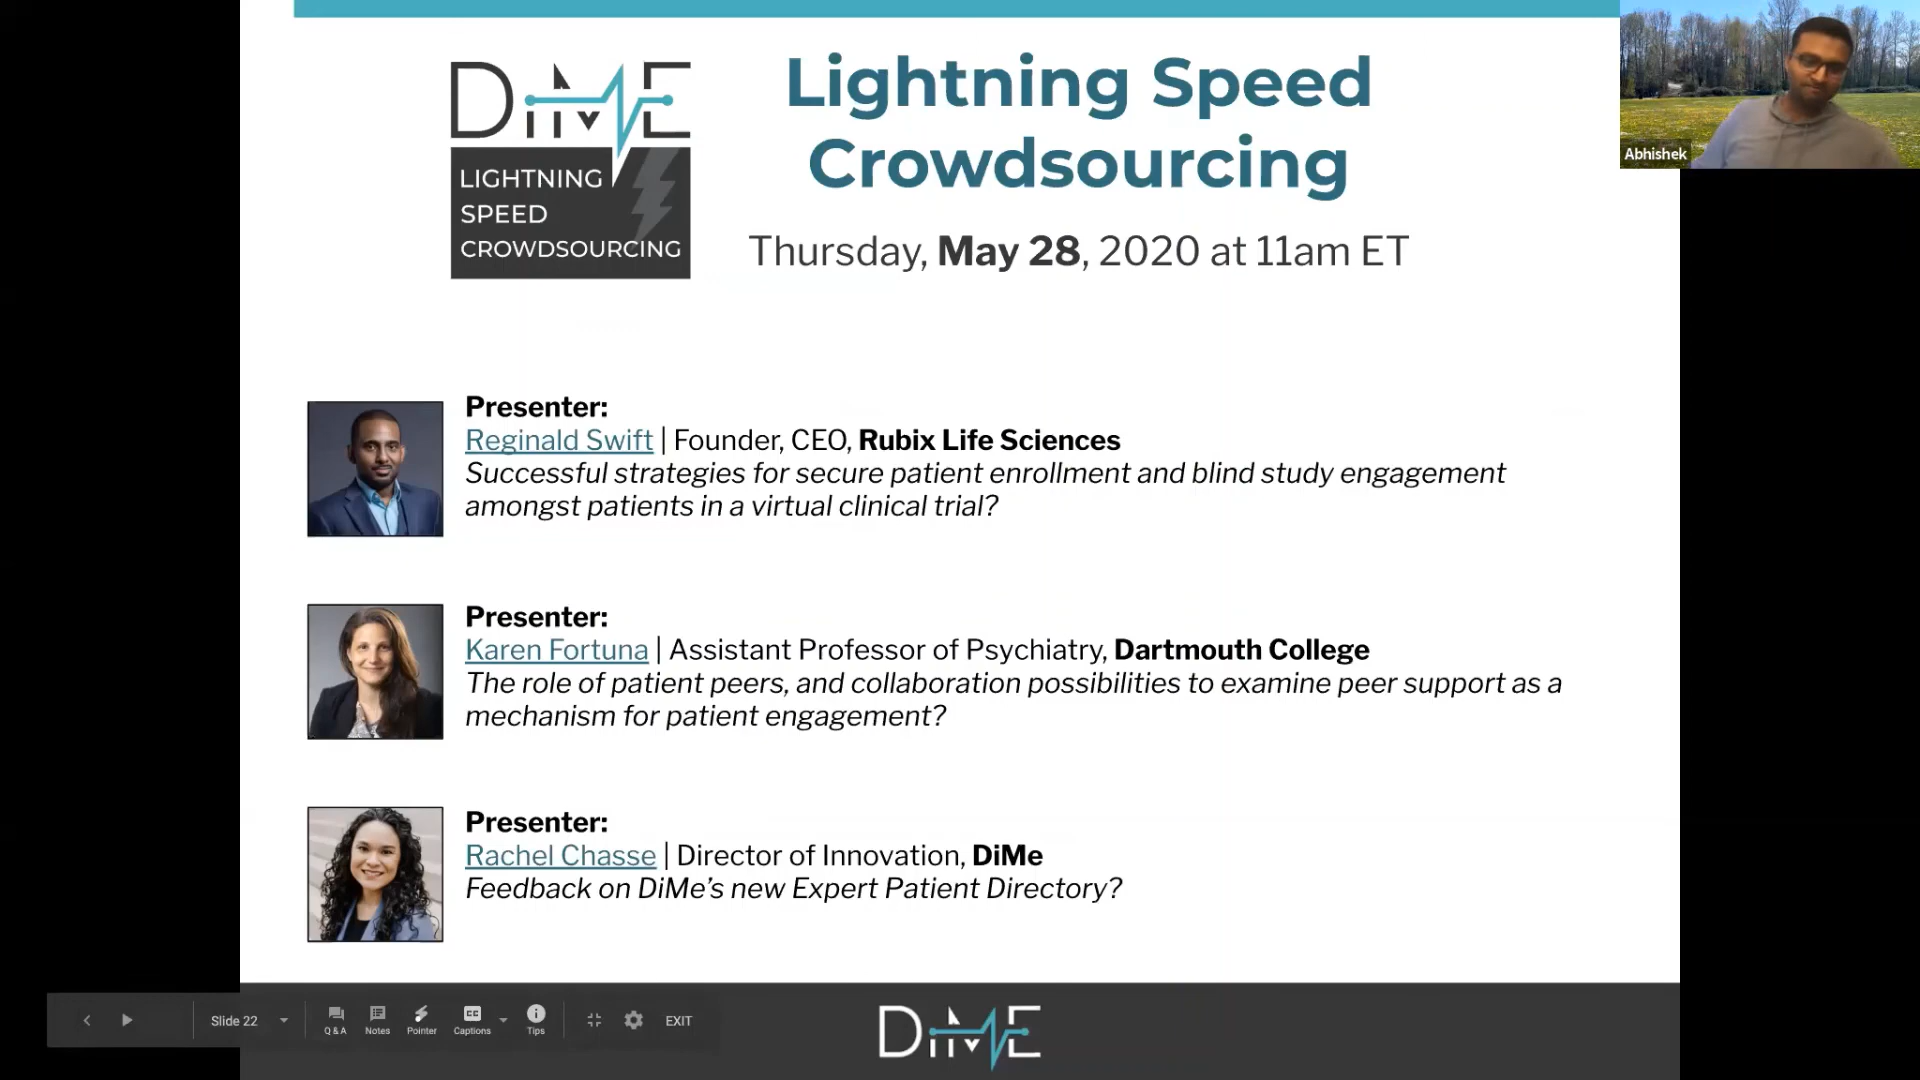 DiME
LIGHTNING
SPEED
CROWDSOURCING
Lightning Speed
Crowdsourcing
Thursday, May 28, 2020 at 11am ET
Abhishek
Presenter:
Reginald Swift | Founder, CEO, Rubix Life Sciences
Successful strategies for secure patient enrollment and blind study engagement
amongst patients in a virtual clinical trial?
Presenter:
Karen Fortuna | Assistant Professor of Psychiatry, Dartmouth College
The role of patient peers, and collaboration possibilities to examine peer support as a
mechanism for patient engagement?
Presenter:
Rachel Chasse | Director of Innovation, DiMe
Feedback on DiMe's new Expert Patient Directory?
Slide 22
Q & A
Notes
Pointer
CC
Captions
Tips
EXIT
DiME